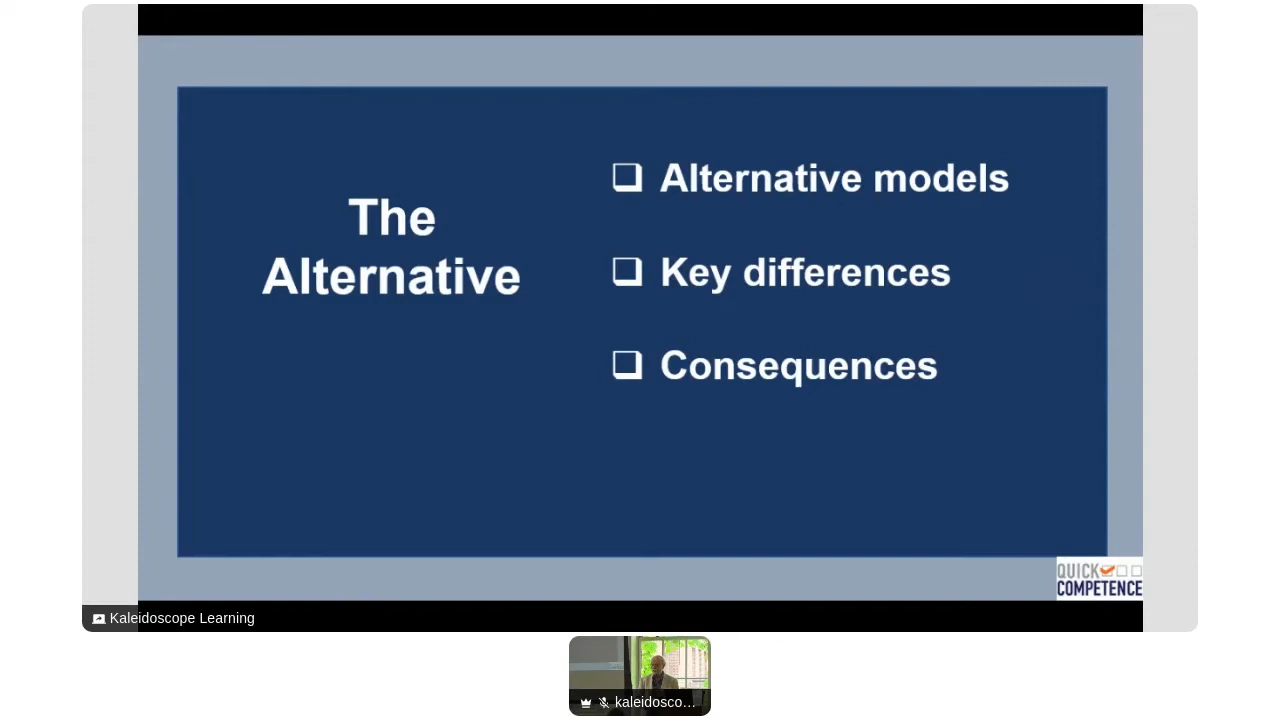 The
Alternative
❑ Alternative models
❑ Key differences
❑ Consequences
QUICK
COMPETENCE
Kaleidoscope Learning
kaleidosco…